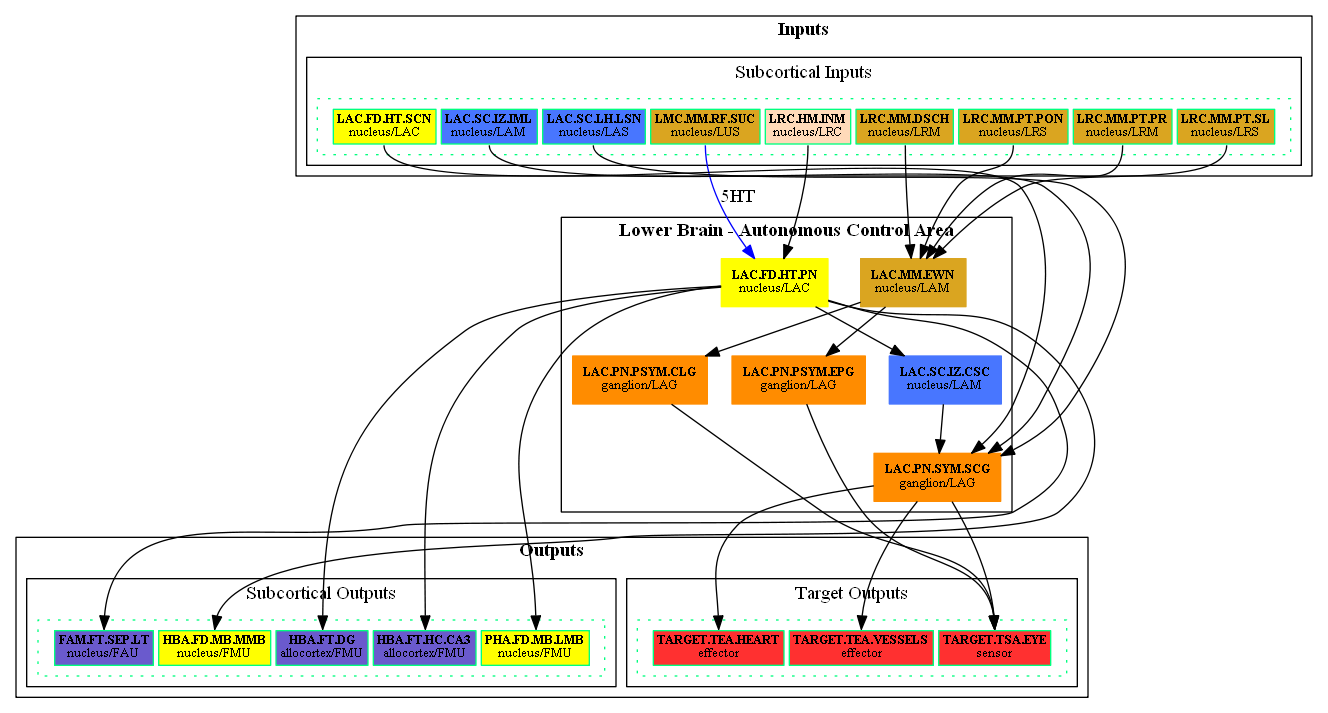 Inputs
Subcortical Inputs
LAC.FD.HT.SCN
nucleus/LAC
LAC.SC.IZ.IML
nucleus/LAM
LAC.SC.LH.LSN
nucleus/LAS
LMC.MM.RF.SUC
nucleus/LUS
LRC.HM.INM
nucleus/LRC
LRC.MM.DSCH
nucleus/LRM
LRC.MM.PT.PON
nucleus/LRS
LRC.MM.PT.PR
nucleus/LRM
LRC.MM.PT.SL
nucleus/LRS
5HT
Lower Brain - Autonomous Control Area
LAC.FD.HT.PN
nucleus/LAC
LAC.MM.EWN
nucleus/LAM
LAC.PN.PSYM.CLG
ganglion/LAG
LAC.PN.PSYM.EPG
ganglion/LAG
LAC.SC.IZ.CSC
nucleus/LAM
LAC.PN.SYM.SCG
ganglion/LAG
Outputs
Subcortical Outputs
FAM.FT.SEP.LT
nucleus/FAU
HBA.FD.MB.MMB
nucleus/FMU
HBA.FT.DG
allocortex/FMU
HBA.FT.HC.CA3
allocortex/FMU
PHA.FD.MB.LMB
nucleus/FMU
Target Outputs
TARGET.TEA.HEART
effector
TARGET.TEA.VESSELS
effector
TARGET.TSA.EYE
sensor